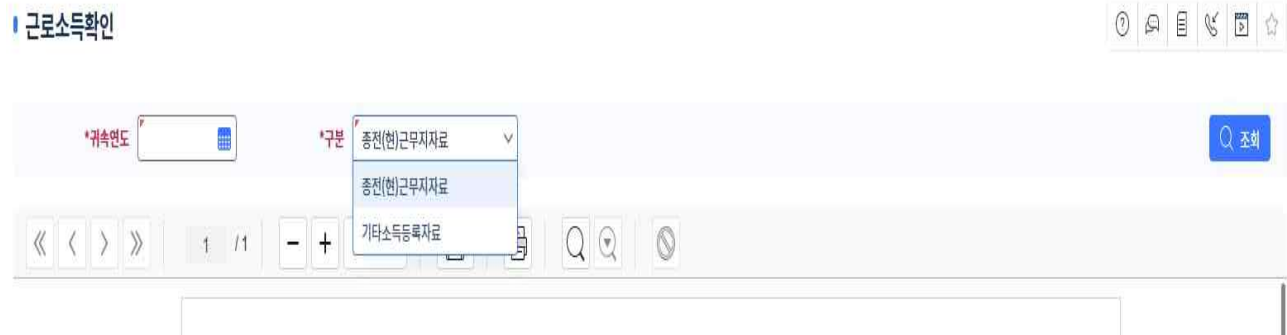 근로소득확인
*귀속연도 *구분 종전(현)근무지자료 조회
종전(현)근무지자료
기타소득등록자료
1 /1